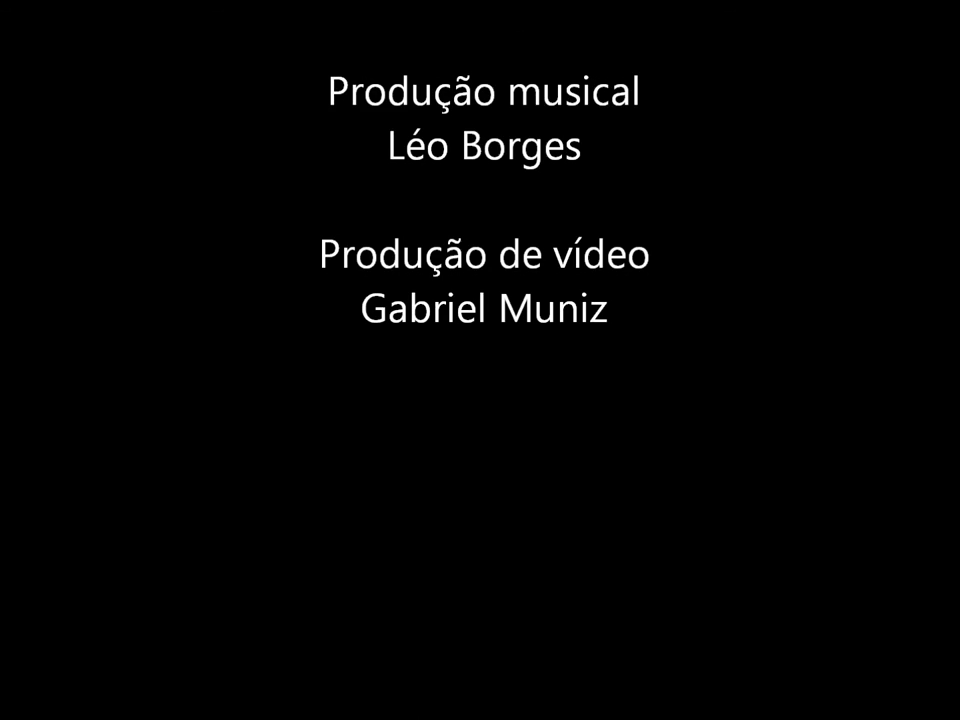 Produção musical
Léo Borges
Produção de vídeo
Gabriel Muniz